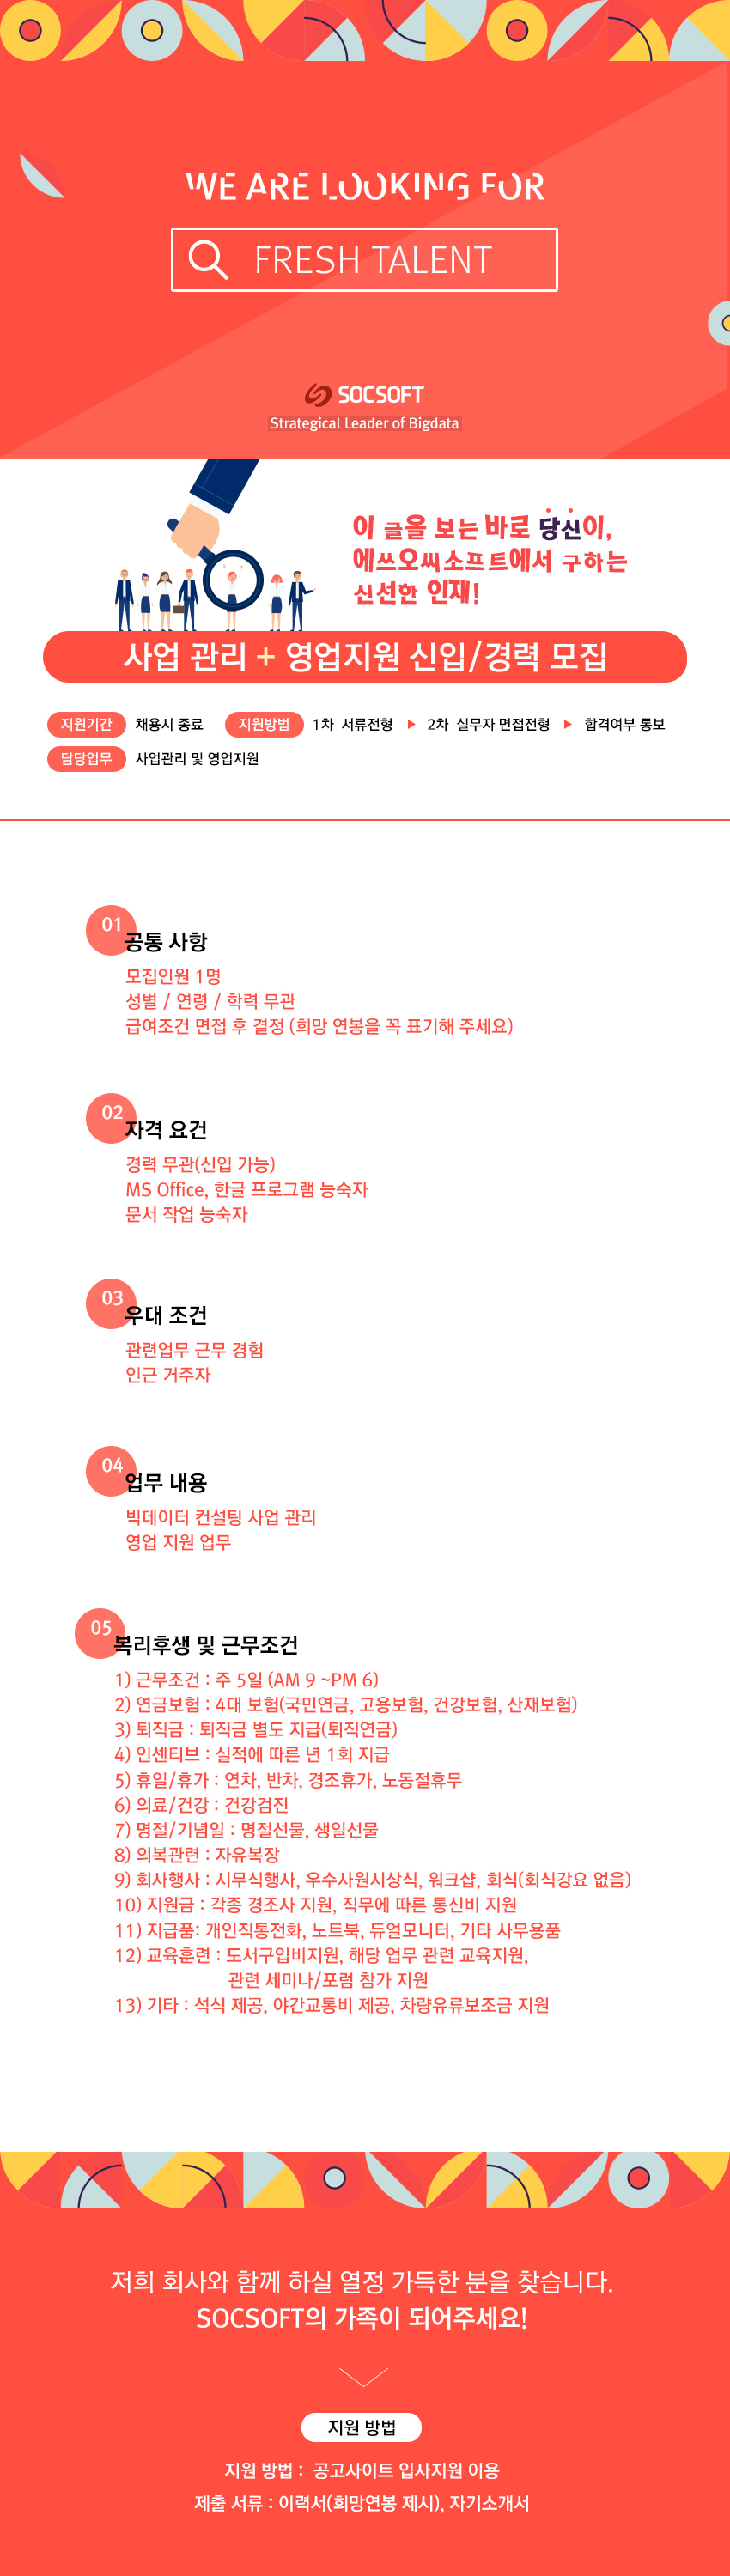 WE ARE LOOKING FOR
FRESH TALENT
SOCSOFT
Strategical Leader of Bigdata
이 글을 보는 바로 당신이,
에쓰오씨소프트에서 구하는
신선한 인재!
사업 관리 + 영업지원 신입/경력 모집
지원기간 채용시 종료 지원방법 1차 서류전형 ▶ 2차 실무자 면접전형 ▶ 합격여부 통보
담당업무 사업관리 및 영업지원
01
공통 사항
모집인원 1명
성별 / 연령 / 학력 무관
급여조건 면접 후 결정 (희망 연봉을 꼭 표기해 주세요)
02
자격 요건
경력 무관(신입 가능)
MS Office, 한글 프로그램 능숙자
문서 작업 능숙자
03
우대 조건
관련업무 근무 경험
인근 거주자
04
업무 내용
빅데이터 컨설팅 사업 관리
영업 지원 업무
05
복리후생 및 근무조건
1) 근무조건 : 주 5일 (AM 9 ~PM 6)
2) 연금보험 : 4대 보험(국민연금, 고용보험, 건강보험, 산재보험)
3) 퇴직금 : 퇴직금 별도 지급(퇴직연금)
4) 인센티브 : 실적에 따른 년 1회 지급
5) 휴일/휴가 : 연차, 반차, 경조휴가, 노동절휴무
6) 의료/건강 : 건강검진
7) 명절/기념일 : 명절선물, 생일선물
8) 의복관련 : 자유복장
9) 회사행사 : 시무식행사, 우수사원시상식, 워크샵, 회식(회식강요 없음)
10) 지원금 : 각종 경조사 지원, 직무에 따른 통신비 지원
11) 지급품: 개인직통전화, 노트북, 듀얼모니터, 기타 사무용품
12) 교육훈련 : 도서구입비지원, 해당 업무 관련 교육지원,
관련 세미나/포럼 참가 지원
13) 기타 : 석식 제공, 야간교통비 제공, 차량유류보조금 지원
저희 회사와 함께 하실 열정 가득한 분을 찾습니다.
SOCSOFT의 가족이 되어주세요!
지원 방법
지원 방법 : 공고사이트 입사지원 이용
제출 서류 : 이력서(희망연봉 제시), 자기소개서